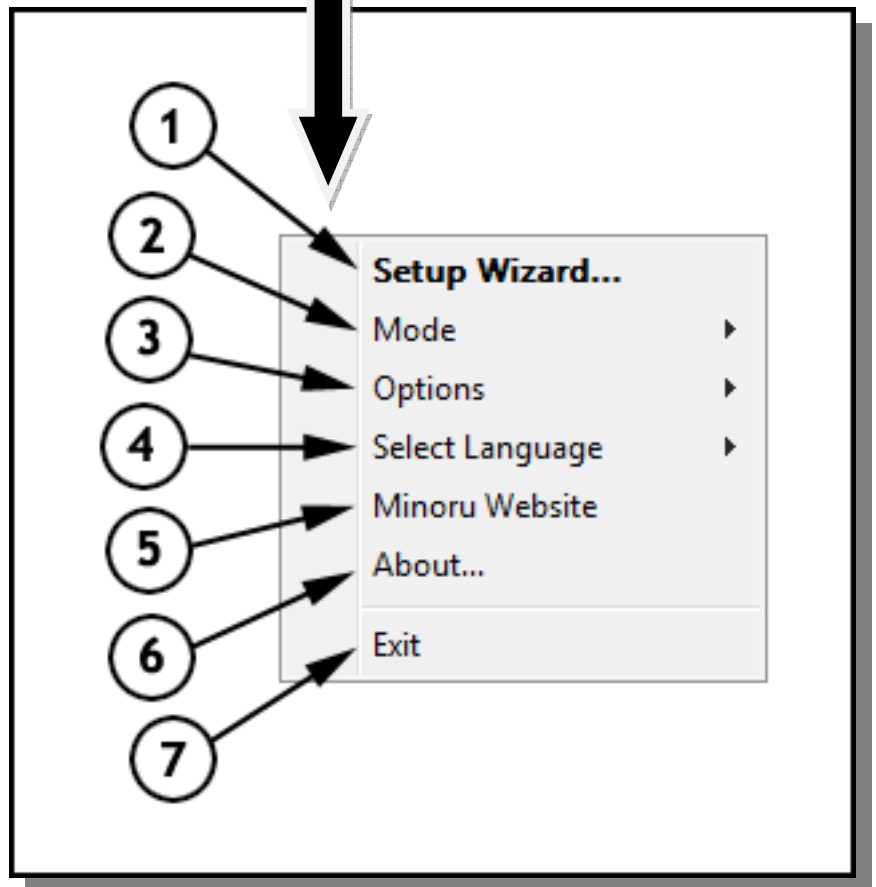 1
Setup Wizard...
2
Mode
3
Options
4
Select Language
5
Minoru Website
6
About...
7
Exit